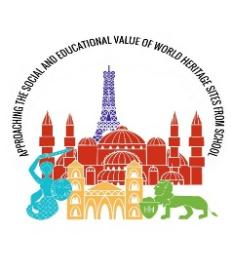 APPROACHING THE SOCIAL AND EDUCATIONAL VALUE OF WORLD HERITAGE SITES FROM SCHOOL